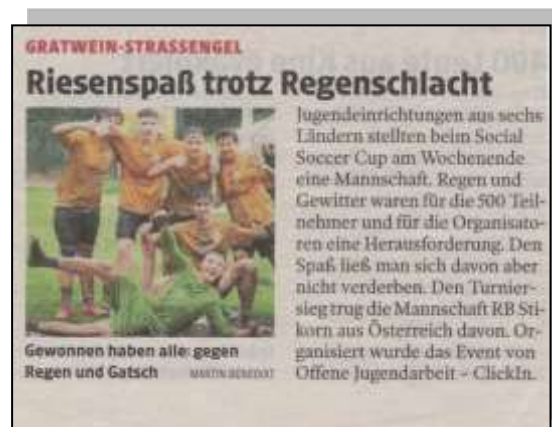 GRATWEIN-STRASSENGEL
Riesenspaß trotz Regenschlacht
Jugendeinrichtungen aus sechs
Ländern stellten beim Social
Soccer Cup am Wochenende
eine Mannschaft. Regen und
Gewitter waren für die 500 Teil-
nehmer und für die Organisato-
ren eine Herausforderung. Den
Spaß ließ man sich davon aber
nicht verderben. Den Turnier-
sieg trug die Mannschaft RB Sti-
korn aus Österreich davon. Or-
ganisiert wurde das Event von
Offene Jugendarbeit – ClickIn.
Gewonnen haben alle: gegen
Regen und Gatsch MARTIN BENEDIKT